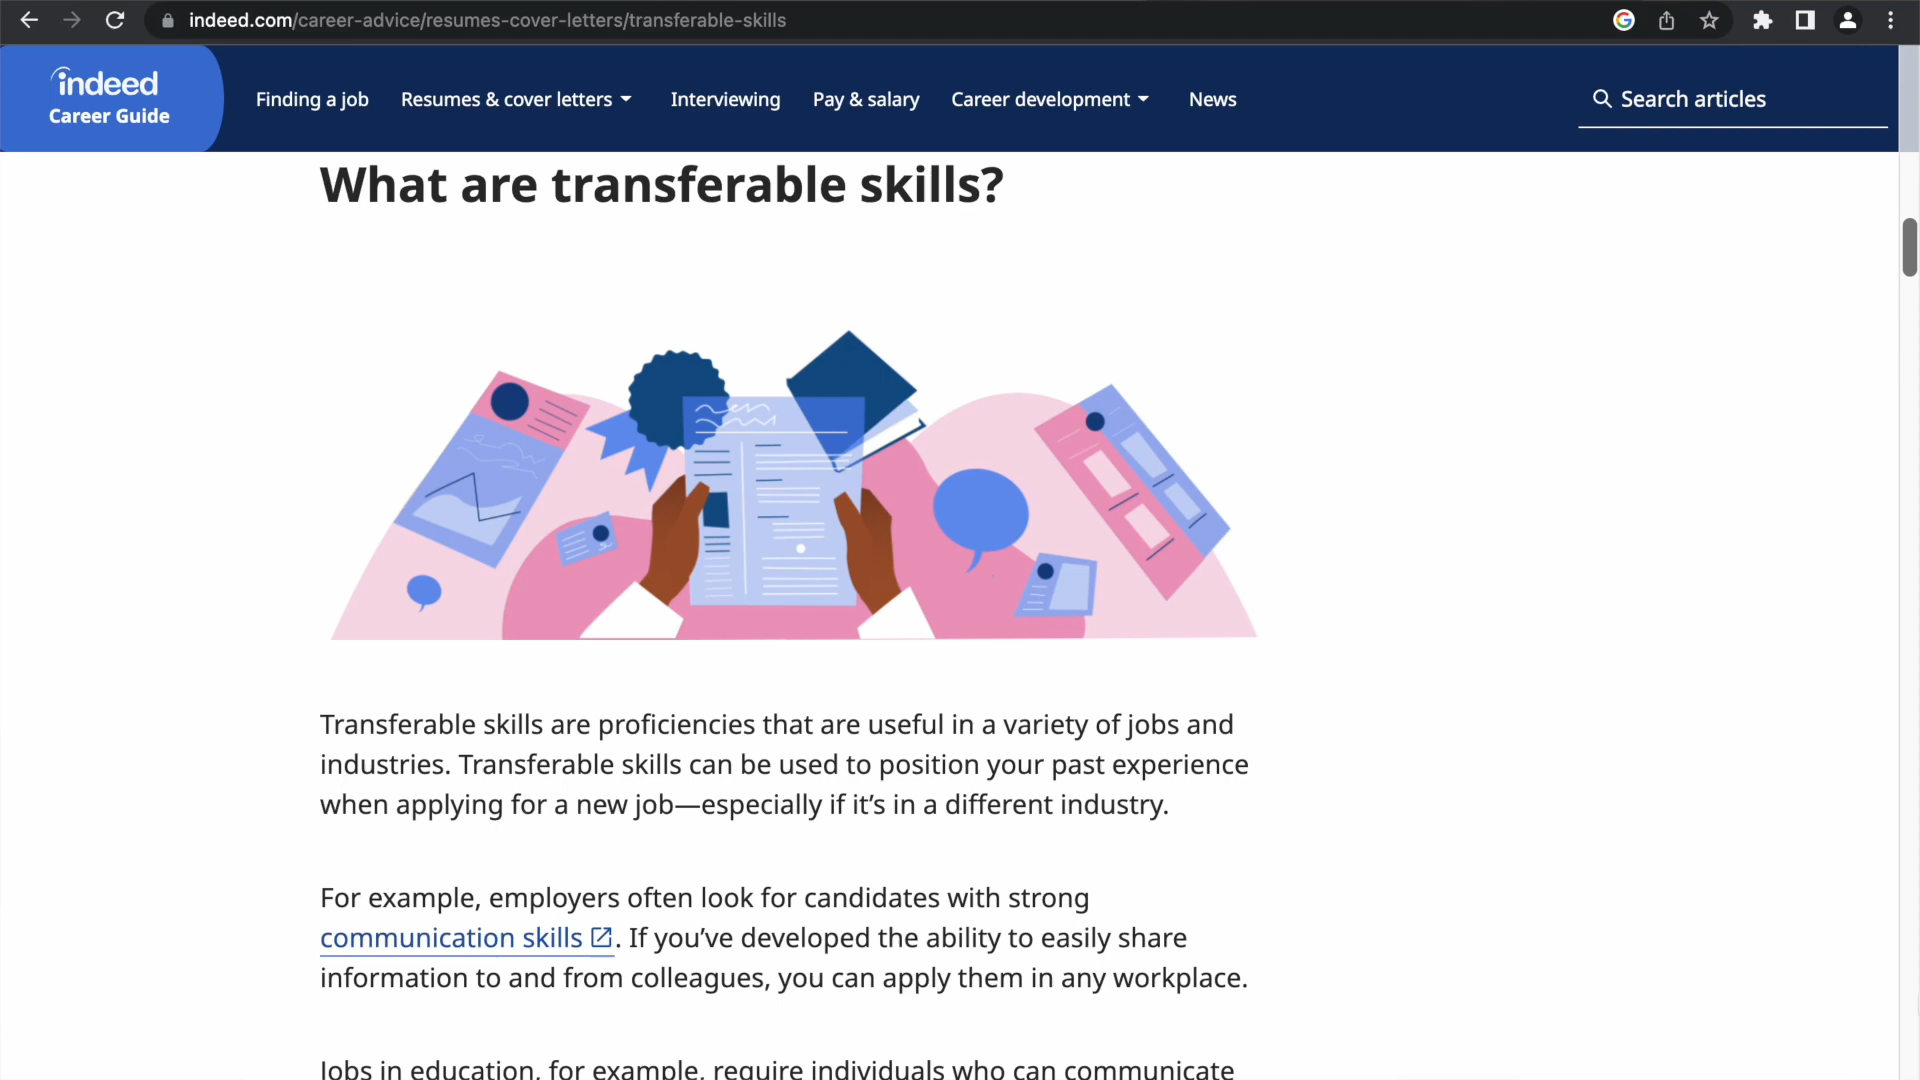 indeed.com/career-advice/resumes-cover-letters/transferable-skills
indeed
Career Guide
Finding a job
Resumes & cover letters
Interviewing
Pay & salary
Career development
News
Search articles
What are transferable skills?
Transferable skills are proficiencies that are useful in a variety of jobs and
industries. Transferable skills can be used to position your past experience
when applying for a new job—especially if it’s in a different industry.
For example, employers often look for candidates with strong
communication skills. If you’ve developed the ability to easily share
information to and from colleagues, you can apply them in any workplace.
Jobs in education, for example, require individuals who can communicate